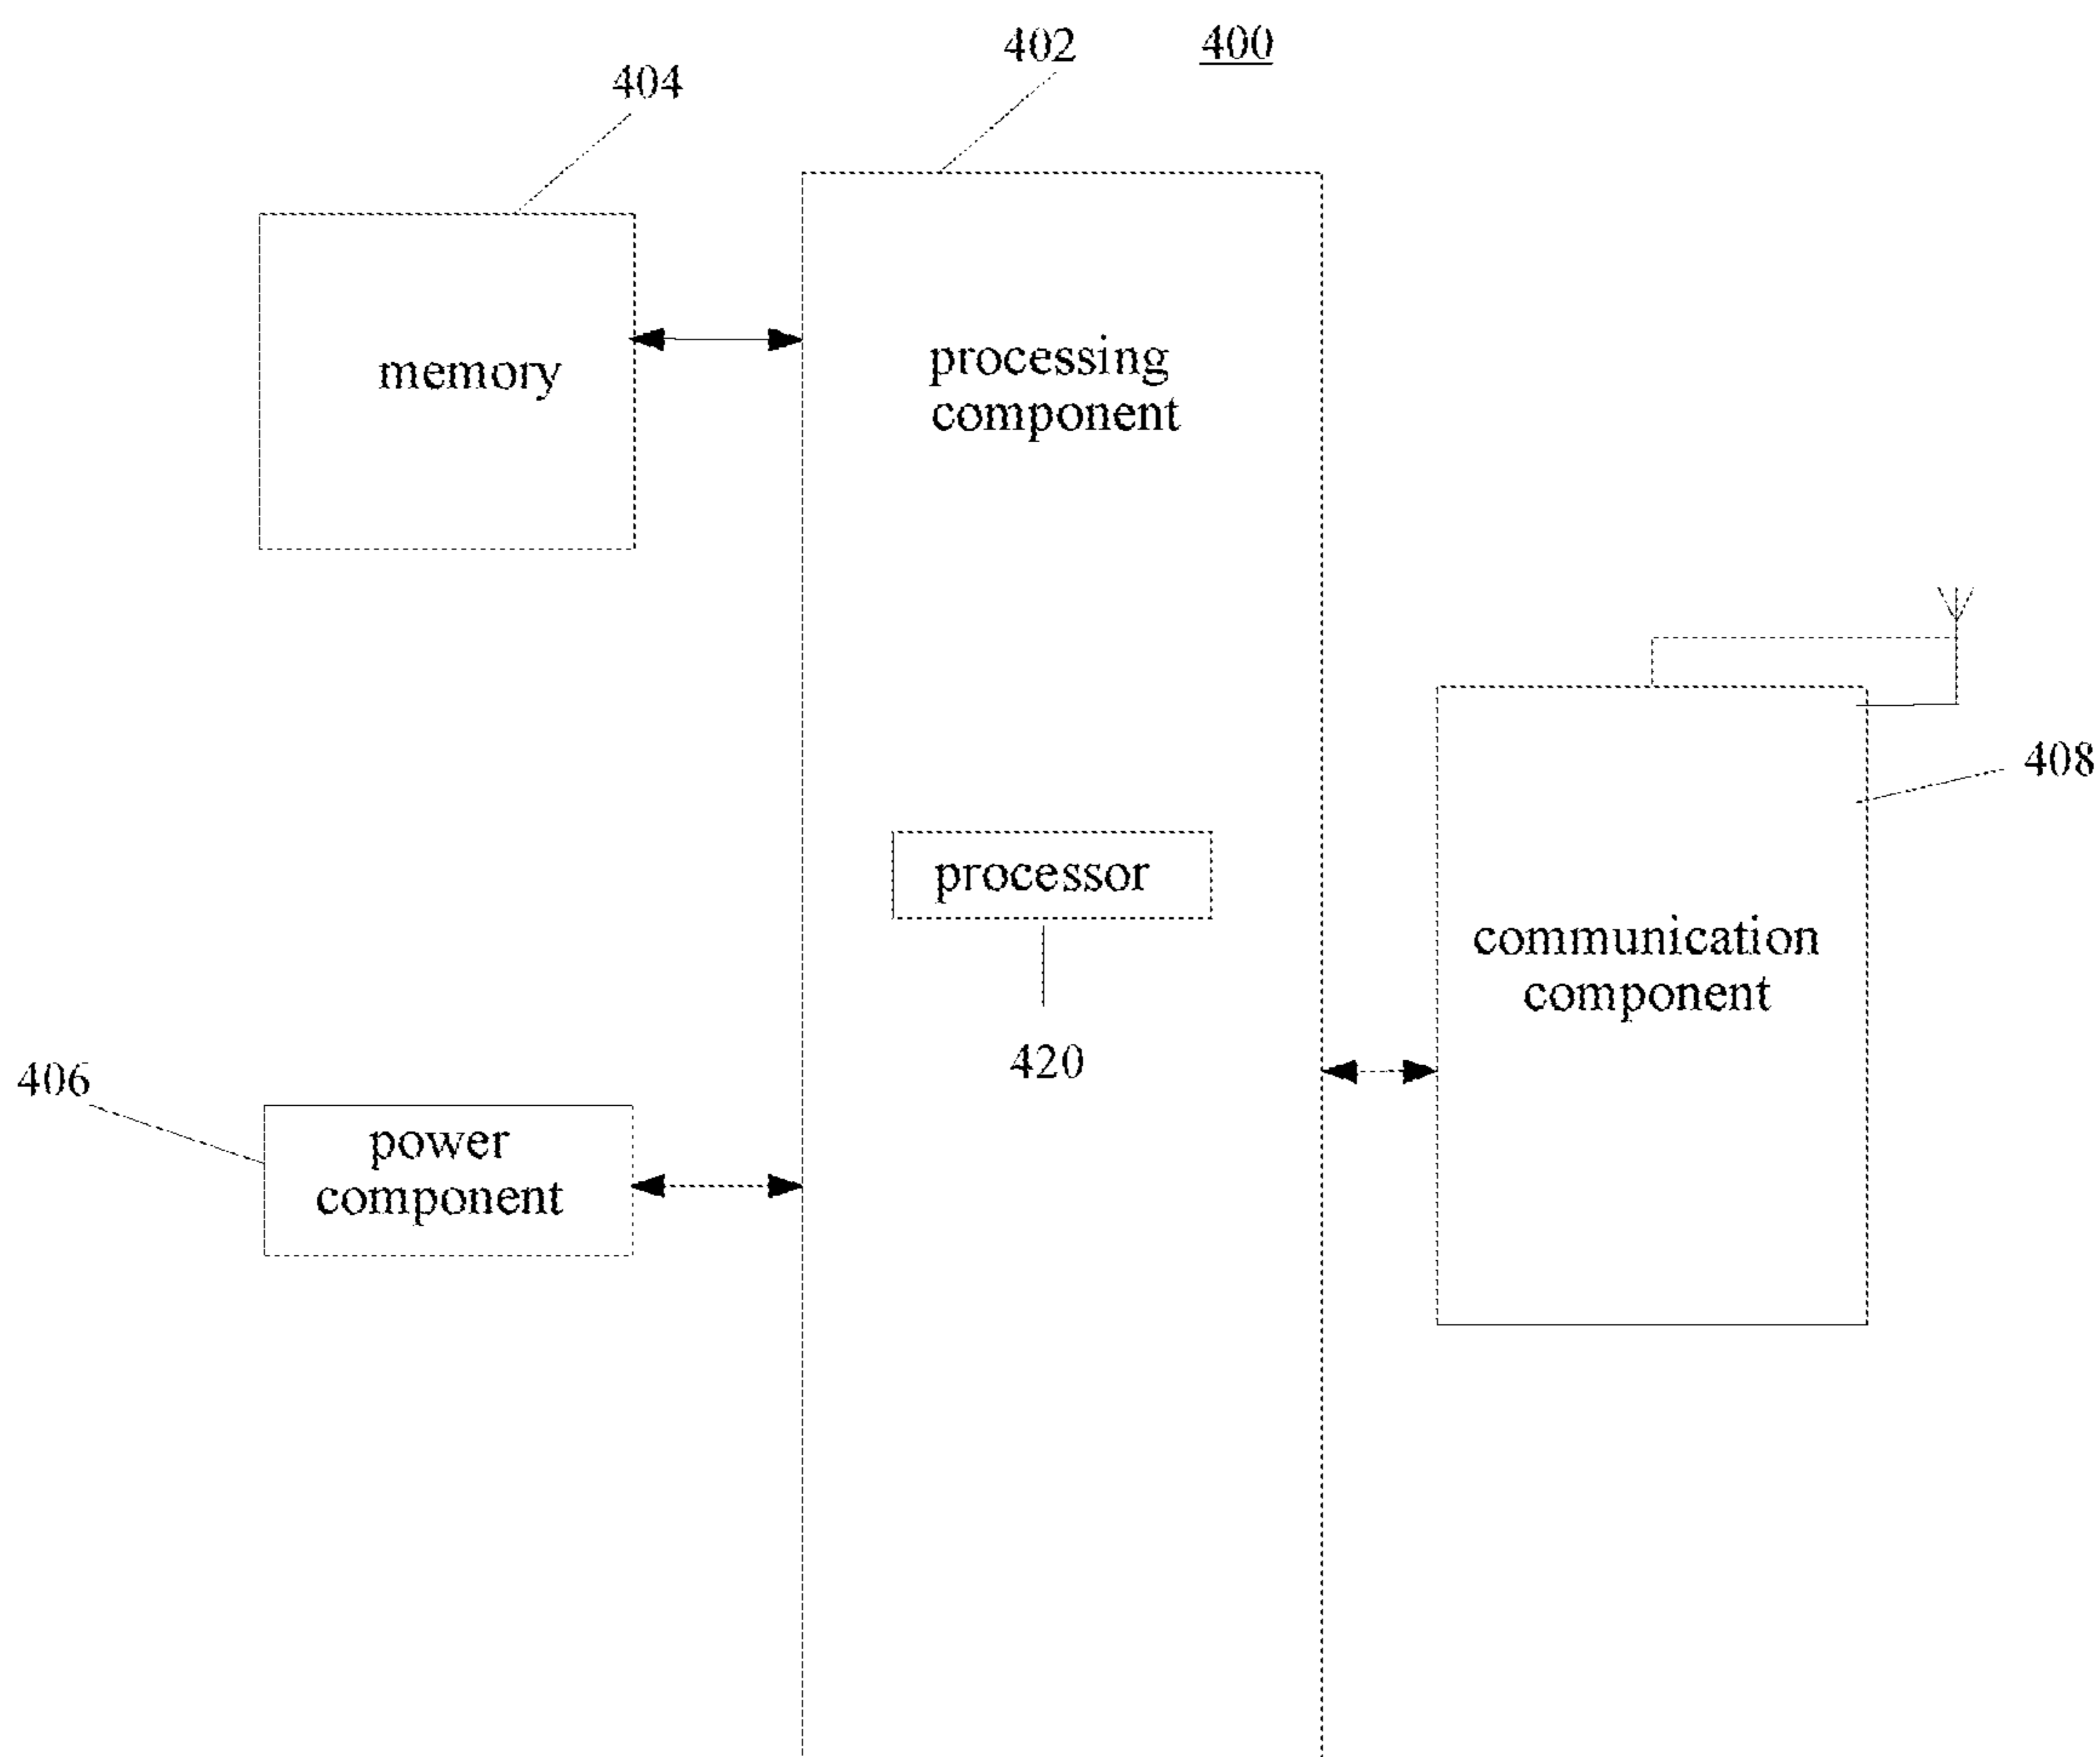 402
400
404
memory
processing
component
processor
420
communication
component
408
406
power
component